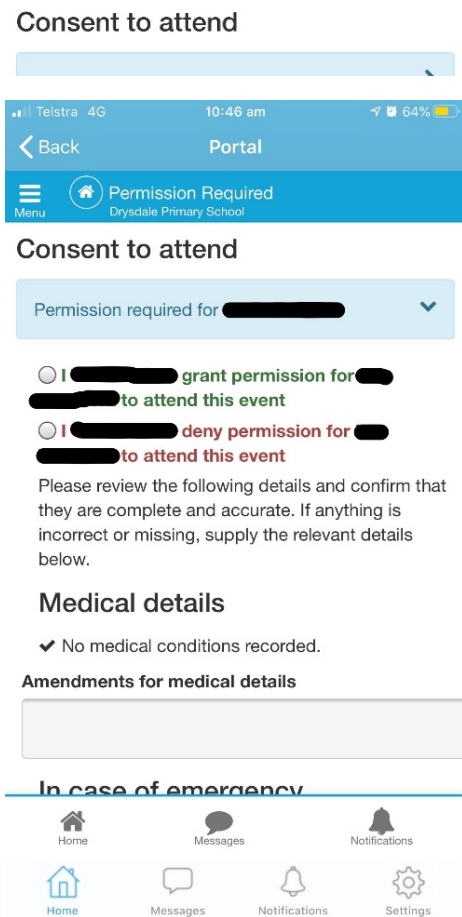 Consent to attend
Telstra 4G 10:46 am 64%
Back Portal
Permission Required
Menu Drysdale Primary School
Consent to attend
Permission required for
I grant permission for
to attend this event
I deny permission for
to attend this event
Please review the following details and confirm that
they are complete and accurate. If anything is
incorrect or missing, supply the relevant details
below.
Medical details
No medical conditions recorded.
Amendments for medical details
In case of emergency
Home Messages Notifications
Home Messages Notifications Settings